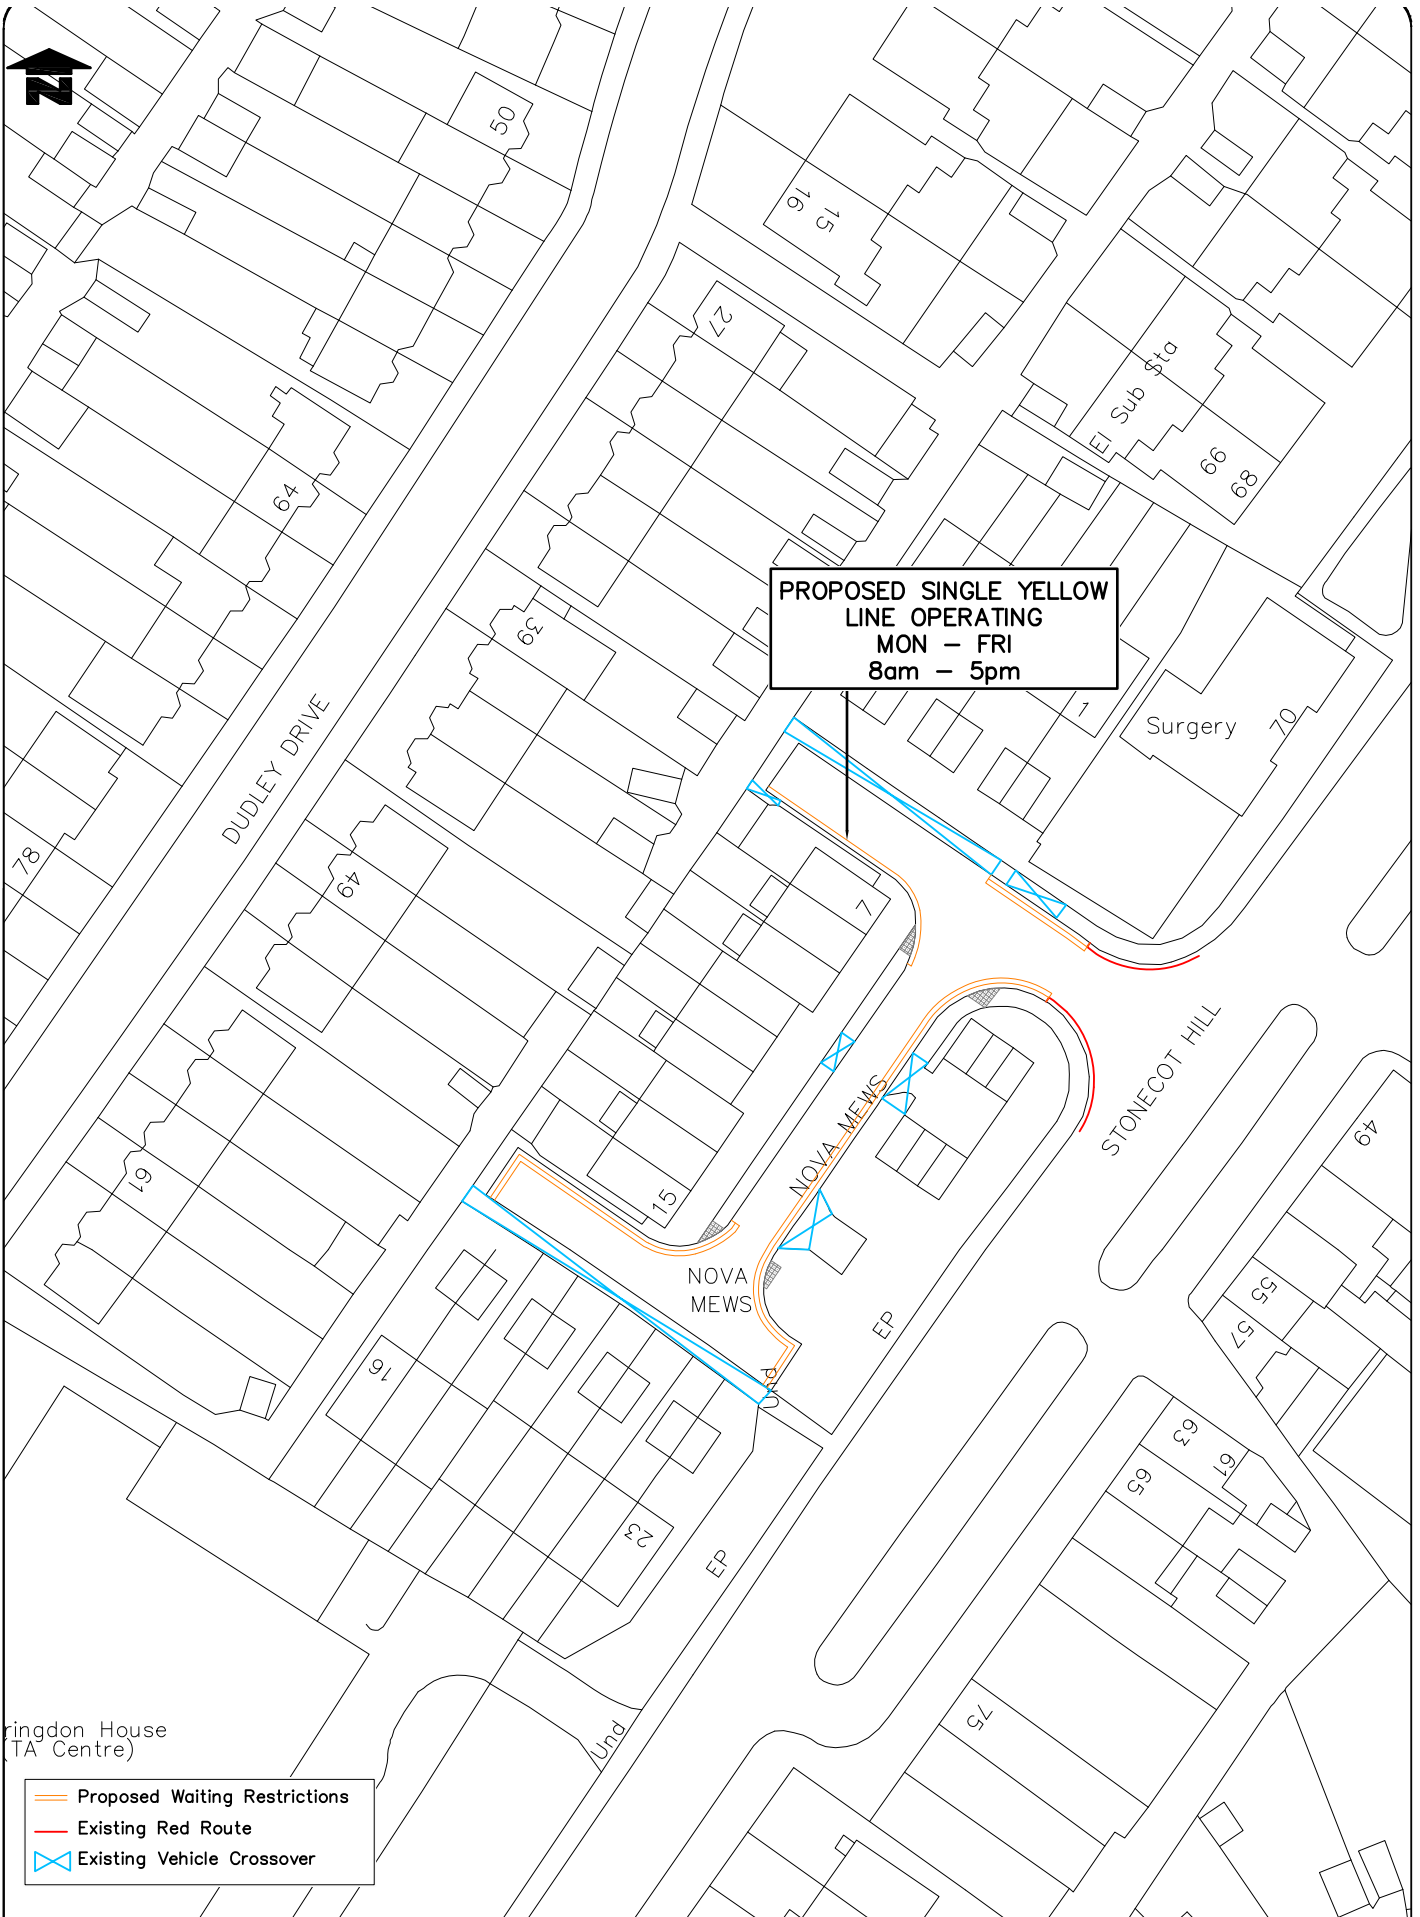 N
50
16
15
27
El Sub Sta
64
66
68
PROPOSED SINGLE YELLOW
LINE OPERATING
MON – FRI
8am – 5pm
39
1
Surgery
70
DUDLEY DRIVE
78
49
7
STONECOT HILL
NOVA MEWS
49
61
15
NOVA
MEWS
EP
55
57
16
63
61
65
23
EP
75
Und
ringdon House
(TA Centre)
Proposed Waiting Restrictions
Existing Red Route
Existing Vehicle Crossover